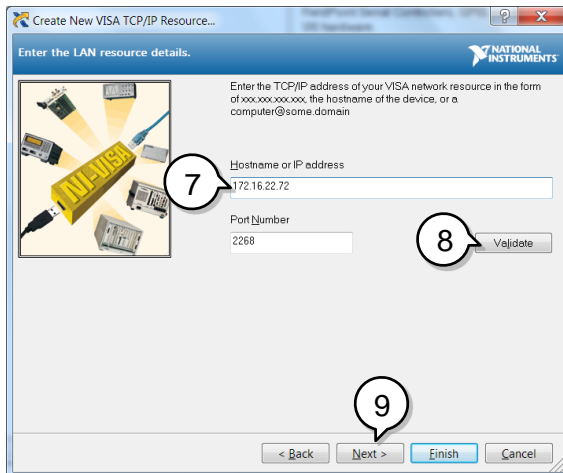 Create New VISA TCP/IP Resource...
Enter the LAN resource details.
NATIONAL
INSTRUMENTS
Enter the TCP/IP address of your VISA network resource in the form
of xxx.xxx.xxx.xxx, the hostname of the device, or a
computer@some.domain
NI-VISA
Hostname or IP address
7
172.16.22.72
Port Number
2268
8
Validate
9
< Back
Next >
Finish
Cancel